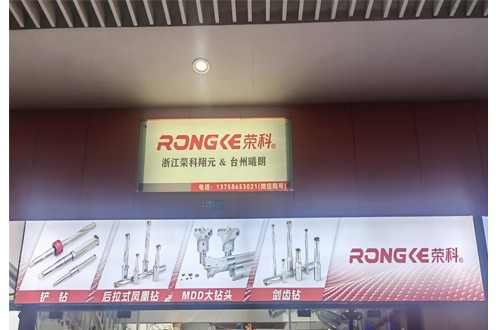 RONGKE荣科®
浙江荣科翔元 & 台州曦朗
电话：13758653021(微信同号)
铲 钻
后拉式凤凰钻
MDD大钻头
剑齿钻
RONGKE荣科®